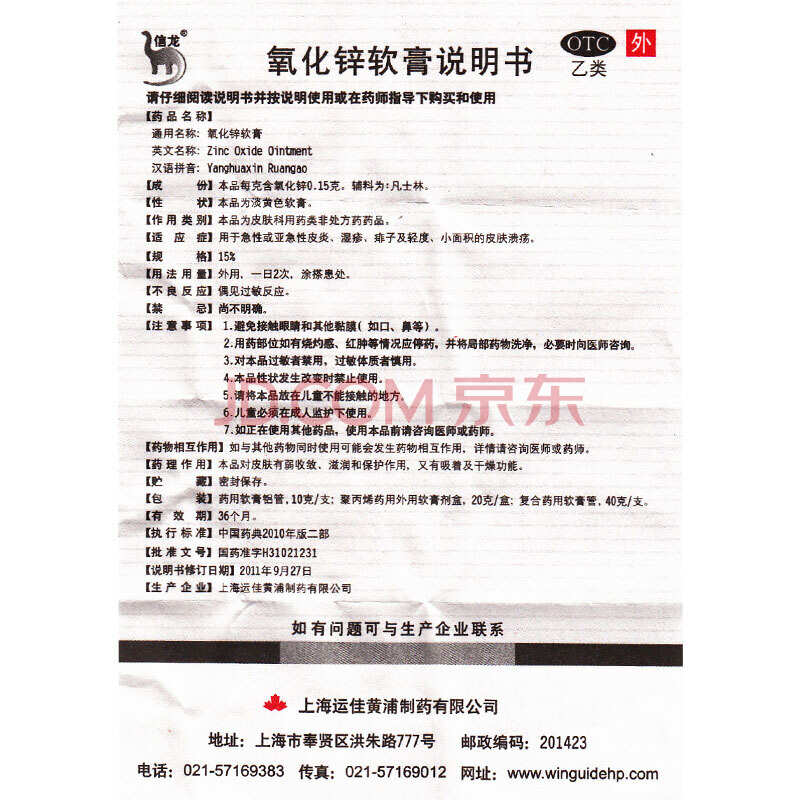 信龙®
氧化锌软膏说明书
OTC
乙类
外
请仔细阅读说明书并按说明使用或在药师指导下购买和使用
【药品名称】
通用名称：氧化锌软膏
英文名称：Zinc Oxide Ointment
汉语拼音：Yanghuaxin Ruangao
【成 份】本品每克含氧化锌0.15克。辅料为：凡士林。
【性 状】本品为淡黄色软膏。
【作用类别】本品为皮肤科用药类非处方药药品。
【适 应 症】用于急性或亚急性皮炎、湿疹、痱子及轻度、小面积的皮肤溃疡。
【规 格】15%
【用法用量】外用，一日2次，涂搽患处。
【不良反应】偶见过敏反应。
【禁 忌】尚不明确。
【注意事项】1.避免接触眼睛和其他黏膜(如口、鼻等)。
2.用药部位如有烧灼感、红肿等情况应停药，并将局部药物洗净，必要时向医师咨询。
3.对本品过敏者禁用，过敏体质者慎用。
4.本品性状发生改变时禁止使用。
5.请将本品放在儿童不能接触的地方。
6.儿童必须在成人监护下使用。
7.如正在使用其他药品，使用本品前请咨询医师或药师。
JD.COM 京东
【药物相互作用】如与其他药物同时使用可能会发生药物相互作用，详情请咨询医师或药师。
【药理作用】本品对皮肤有弱收敛、滋润和保护作用，又有吸着及干燥功能。
【贮 藏】密封保存。
【包 装】药用软膏铝管,10克/支；聚丙烯药用外用软膏剂盒，20克/盒；复合药用软膏管，40克/支。
【有 效 期】36个月。
【执行标准】中国药典2010年版二部
【批准文号】国药准字H31021231
【说明书修订日期】2011年9月27日
【生产企业】上海运佳黄浦制药有限公司
如有问题可与生产企业联系
上海运佳黄浦制药有限公司
地址：上海市奉贤区洪朱路777号 邮政编码：201423
电话：021-57169383 传真：021-57169012 网址：www.winguidehp.com